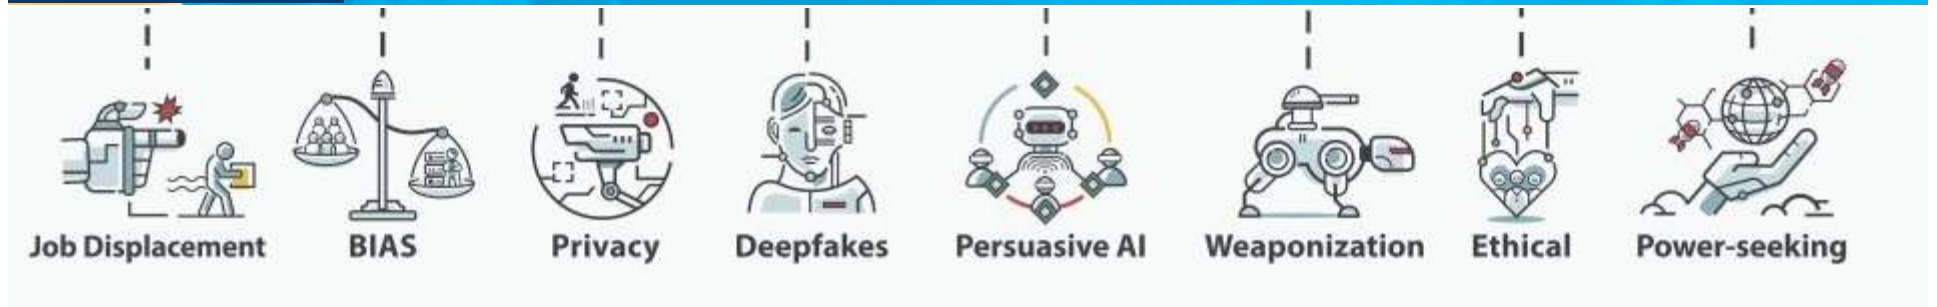 Job Displacement
BIAS
Privacy
Deepfakes
Persuasive AI
Weaponization
Ethical
Power-seeking